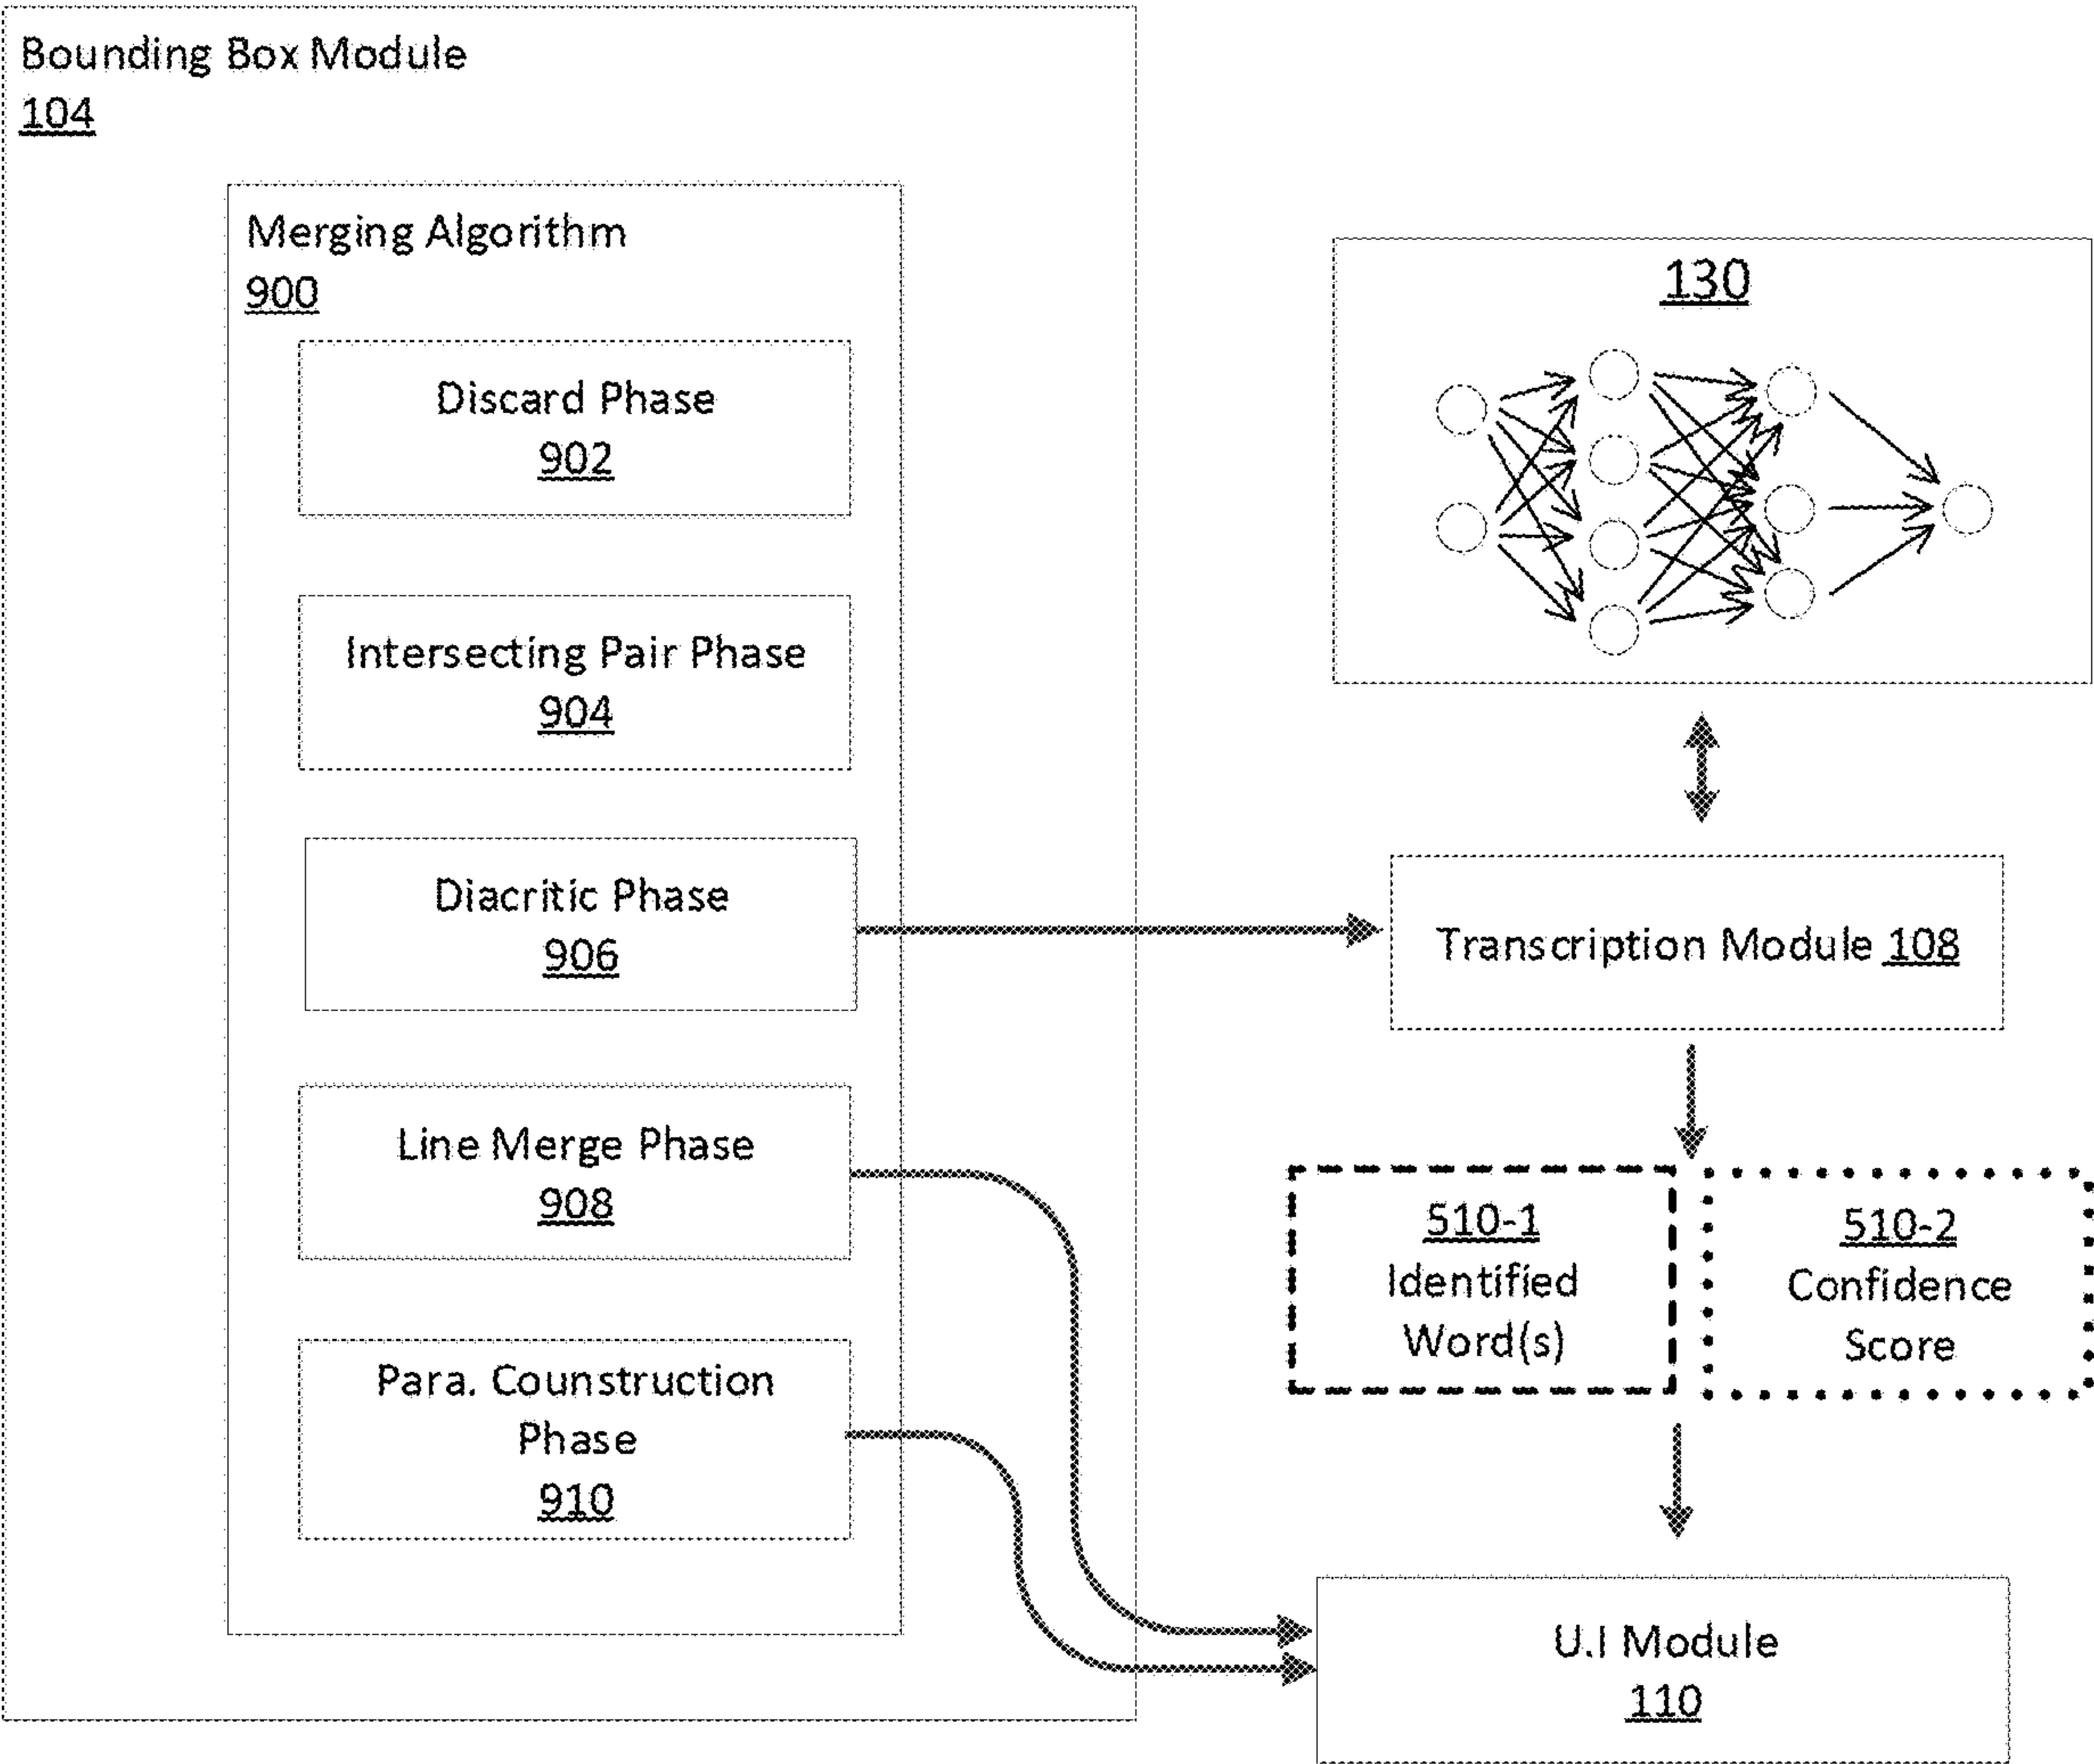 Bounding Box Module
104
Merging Algorithm
900
Discard Phase
902
Intersecting Pair Phase
904
Diacritic Phase
906
Line Merge Phase
908
Para. Counstruction
Phase
910
130
Transcription Module 108
510-1
Identified
Word(s)
510-2
Confidence
Score
U.I Module
110